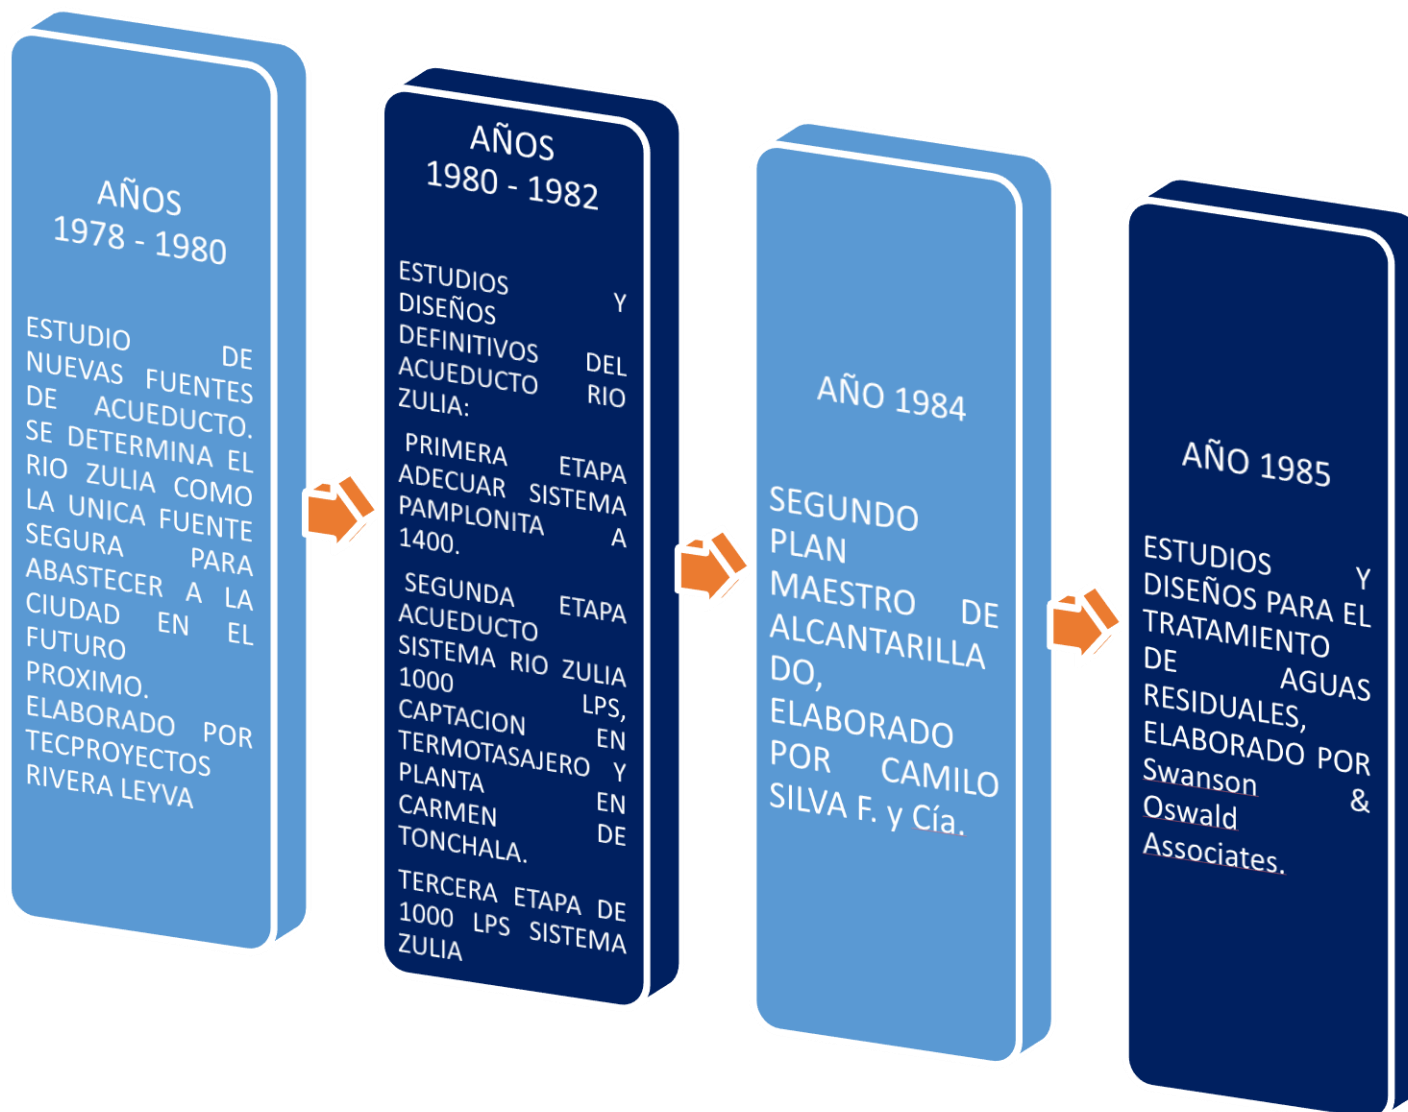 AÑOS
1978 - 1980
ESTUDIO DE
NUEVAS FUENTES
DE ACUEDUCTO.
SE DETERMINA EL
RIO ZULIA COMO
LA UNICA FUENTE
SEGURA PARA
ABASTECER A LA
CIUDAD EN EL
FUTURO
PROXIMO.
ELABORADO POR
TECPROYECTOS
RIVERA LEYVA
AÑOS
1980 - 1982
ESTUDIOS Y
DISEÑOS
DEFINITIVOS DEL
ACUEDUCTO RIO
ZULIA:
PRIMERA ETAPA
ADECUAR SISTEMA
PAMPLONITA A
1400.
SEGUNDA ETAPA
ACUEDUCTO
SISTEMA RIO ZULIA
1000 LPS,
CAPTACION EN
TERMOTASAJERO Y
PLANTA EN
CARMEN DE
TONCHALA.
TERCERA ETAPA DE
1000 LPS SISTEMA
ZULIA
AÑO 1984
SEGUNDO
PLAN
MAESTRO DE
ALCANTARILLA
DO,
ELABORADO
POR CAMILO
SILVA F. y Cía.
AÑO 1985
ESTUDIOS Y
DISEÑOS PARA EL
TRATAMIENTO
DE AGUAS
RESIDUALES,
ELABORADO POR
Swanson &
Oswald
Associates.